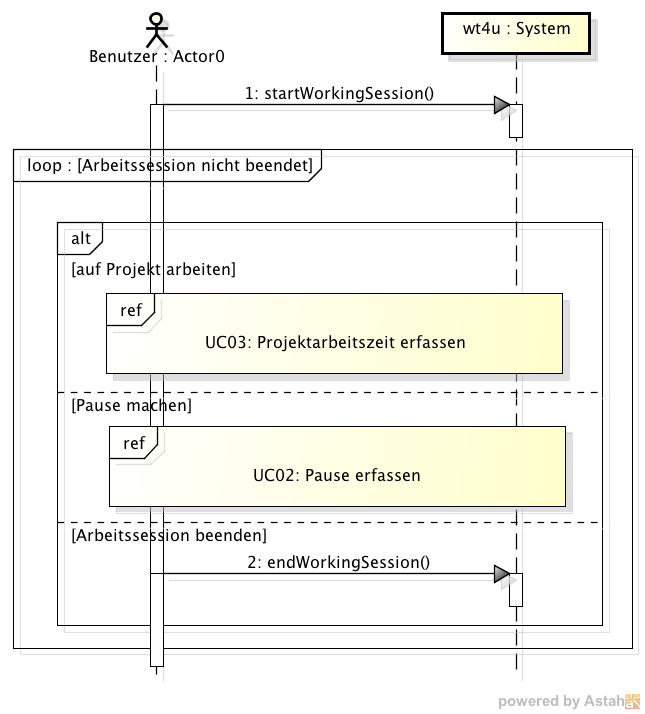 Benutzer : Actor0
wt4u : System
1: startWorkingSession()
loop : [Arbeitssession nicht beendet]
alt
[auf Projekt arbeiten]
ref
UC03: Projektarbeitszeit erfassen
[Pause machen]
ref
UC02: Pause erfassen
[Arbeitssession beenden]
2: endWorkingSession()
powered by Astah